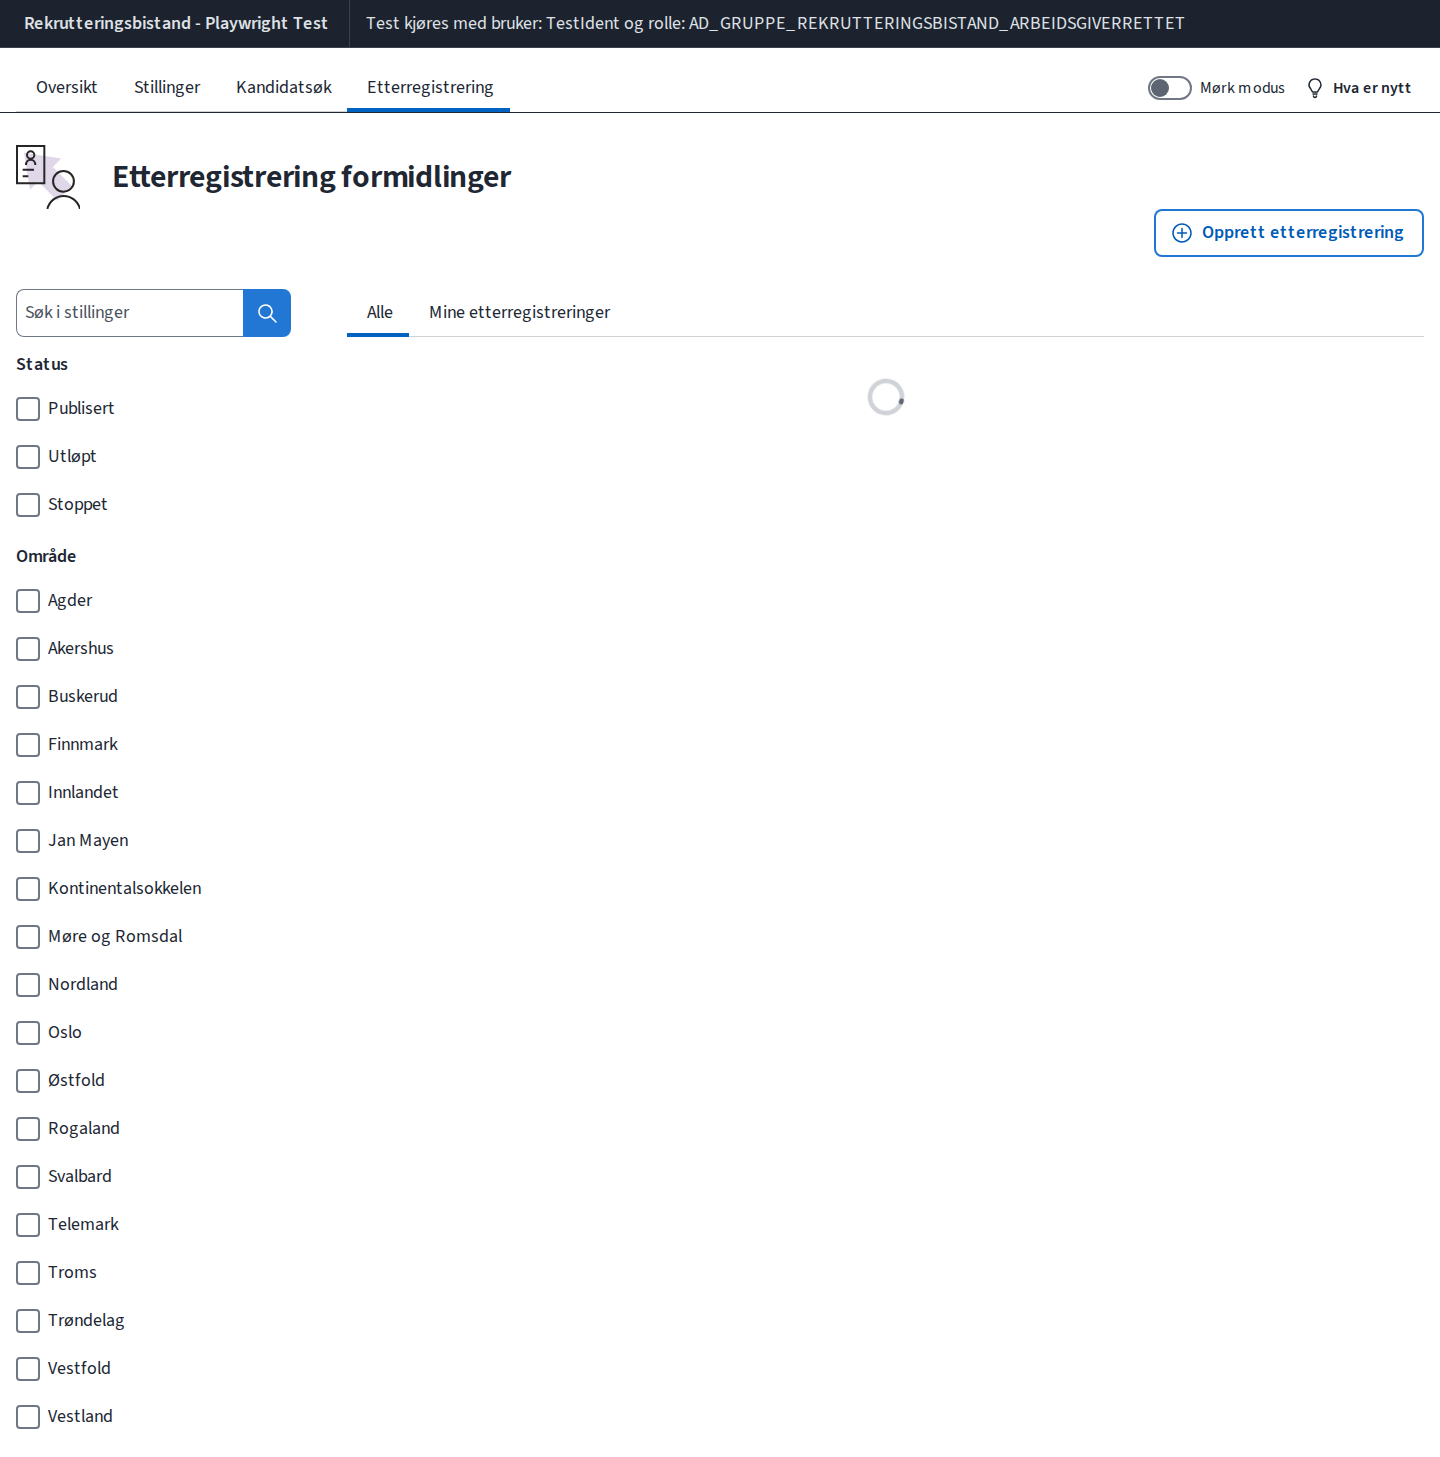 Rekrutteringsbistand - Playwright Test
Test kjøres med bruker: TestIdent og rolle: AD_GRUPPE_REKRUTTERINGSBISTAND_ARBEIDSGIVERRETTET
Oversikt
Stillinger
Kandidatsøk
Etterregistrering
Mørk modus
Hva er nytt
Etterregistrering formidlinger
Opprett etterregistrering
Søk i stillinger
Alle
Mine etterregistreringer
Status
Publisert
Utløpt
Stoppet
Område
Agder
Akershus
Buskerud
Finnmark
Innlandet
Jan Mayen
Kontinentalsokkelen
Møre og Romsdal
Nordland
Oslo
Østfold
Rogaland
Svalbard
Telemark
Troms
Trøndelag
Vestfold
Vestland